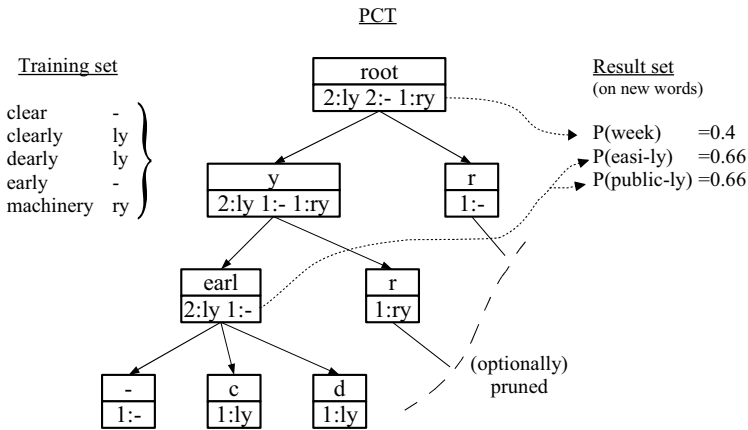 PCT
Training set
clear -
clearly ly
dearly ly
early -
machinery ry
root
2:ly 2:- 1:ry
y
2:ly 1:- 1:ry
r
1:-
earl
2:ly 1:-
r
1:ry
-
1:-
c
1:ly
d
1:ly
(optionally)
pruned
Result set
(on new words)
P(week) =0.4
P(easi-ly) =0.66
P(public-ly) =0.66